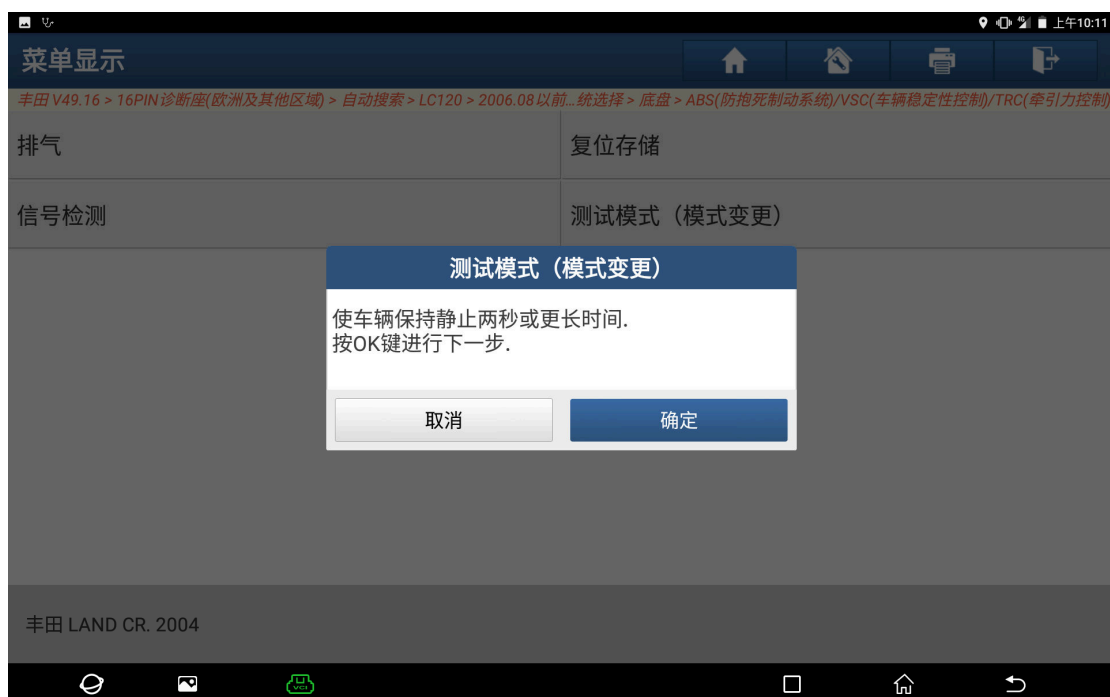 上午10:11
菜单显示
丰田 V49.16 > 16PIN诊断座(欧洲及其他区域) > 自动搜索 > LC120 > 2006.08以前...统选择 > 底盘 > ABS(防抱死制动系统)/VSC(车辆稳定性控制)/TRC(牵引力控制)
排气
复位存储
信号检测
测试模式（模式变更）
测试模式（模式变更）
使车辆保持静止两秒或更长时间.
按OK键进行下一步.
取消
确定
丰田 LAND CR. 2004
VCI